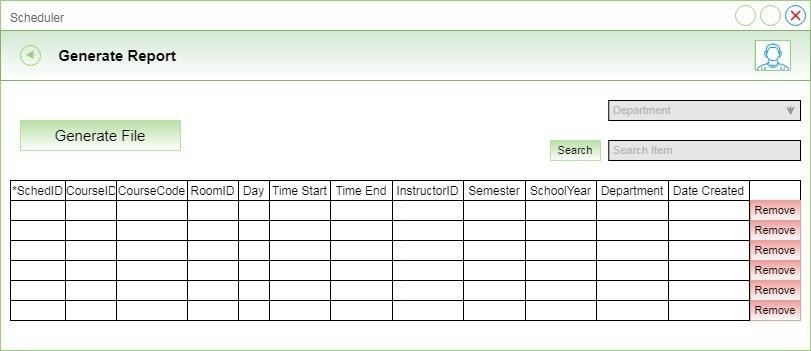 Scheduler
Generate Report
Department
Generate File
Search Search Item
*SchedID CourseID CourseCode RoomID Day Time Start Time End InstructorID Semester SchoolYear Department Date Created
Remove
Remove
Remove
Remove
Remove
Remove